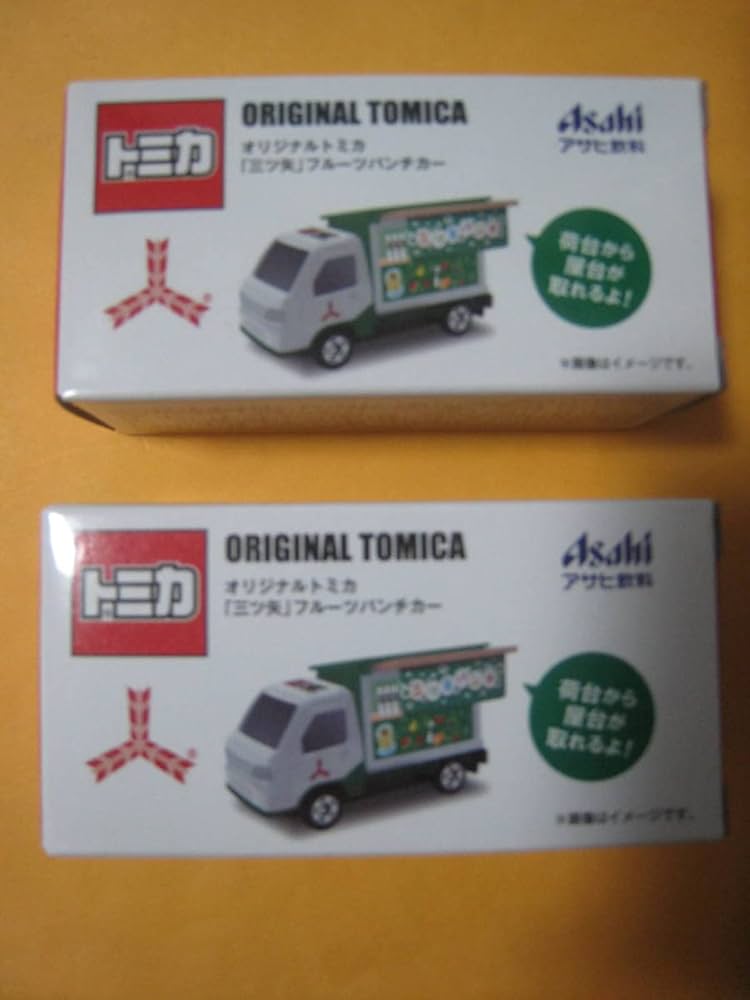 トミカ
ORIGINAL TOMICA
オリジナルトミカ
「三ツ矢」フルーツパンチカー
Asahi
アサヒ飲料
荷台から
屋台が
取れるよ!
※画像はイメージです。
トミカ
ORIGINAL TOMICA
オリジナルトミカ
「三ツ矢」フルーツパンチカー
Asahi
アサヒ飲料
荷台から
屋台が
取れるよ!
※画像はイメージです。